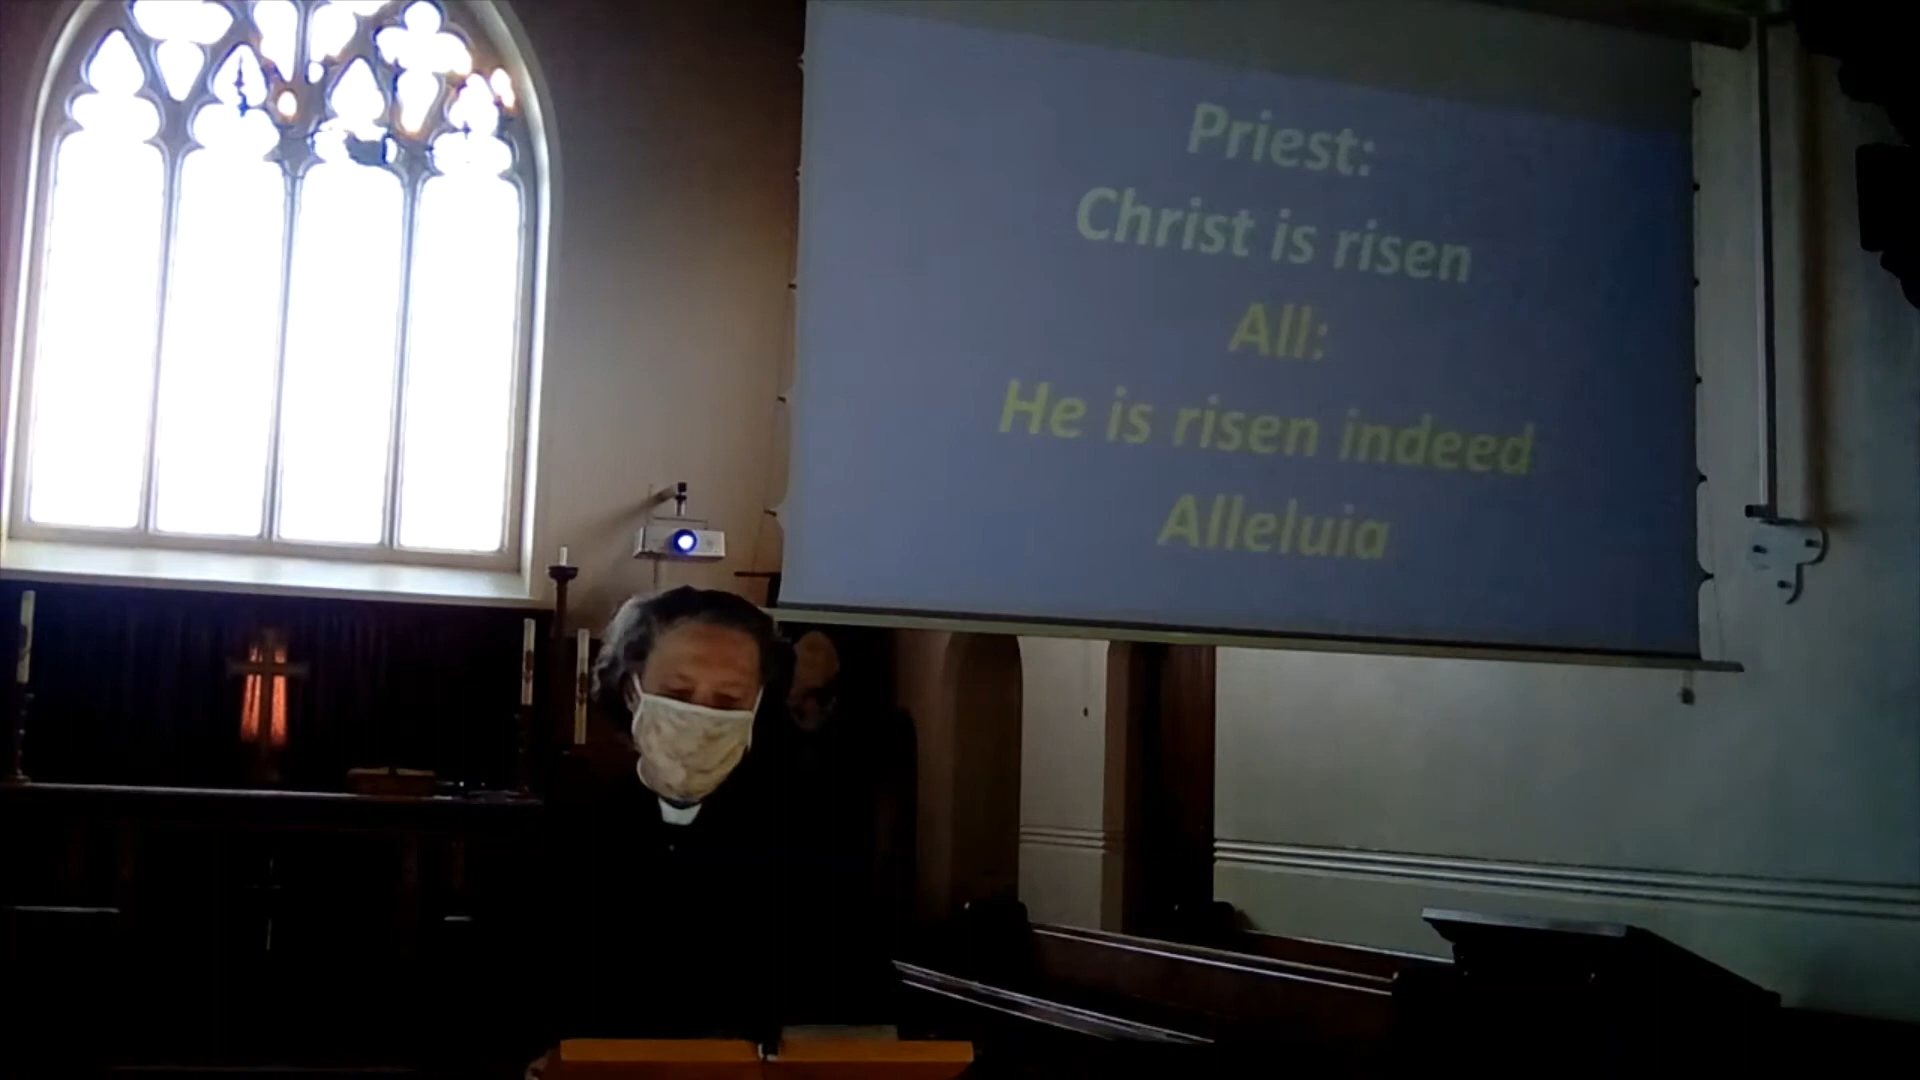 Priest:
Christ is risen
All:
He is risen indeed
Alleluia